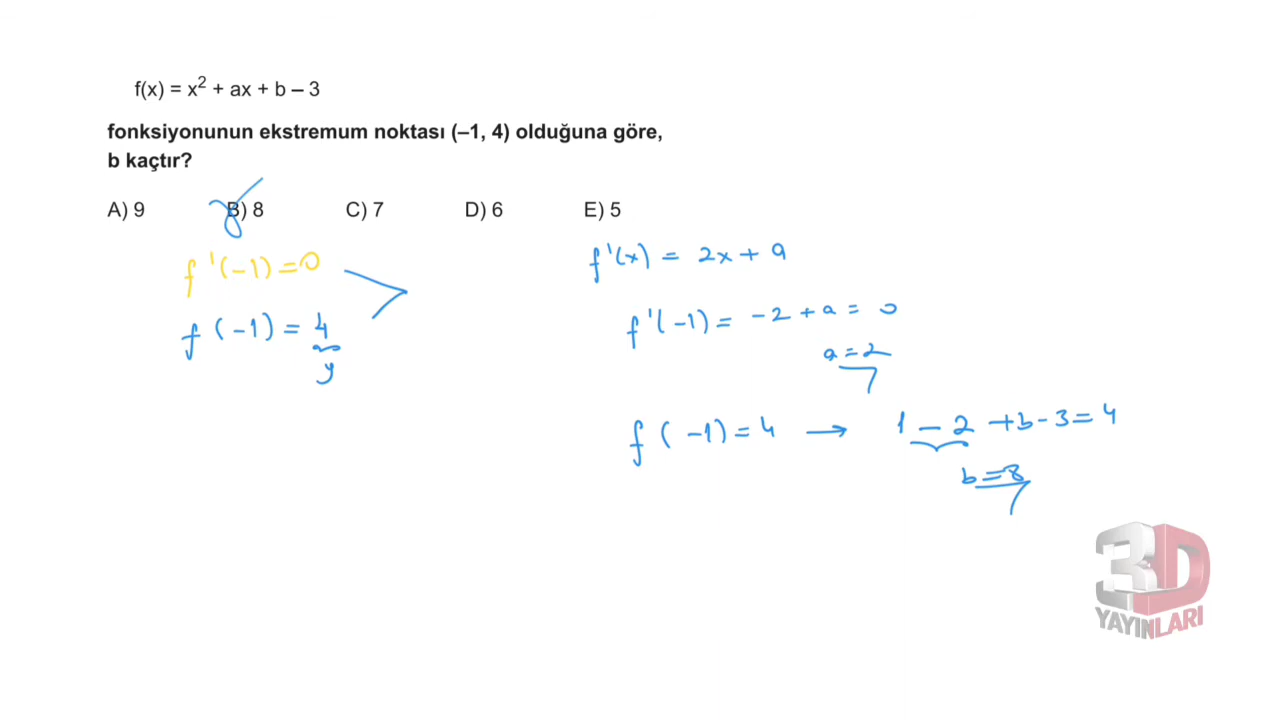 f(x) = x² + ax + b – 3
fonksiyonunun ekstremum noktası (–1, 4) olduğuna göre,
b kaçtır?
A) 9 B) 8 C) 7 D) 6 E) 5
f'(-1) = 0
f(-1) = 4
y
f'(x) = 2x + a
f'(-1) = -2 + a = 0
a = 2
f(-1) = 4 → 1 - 2 + b - 3 = 4
b = 8
3D
YAYINLARI